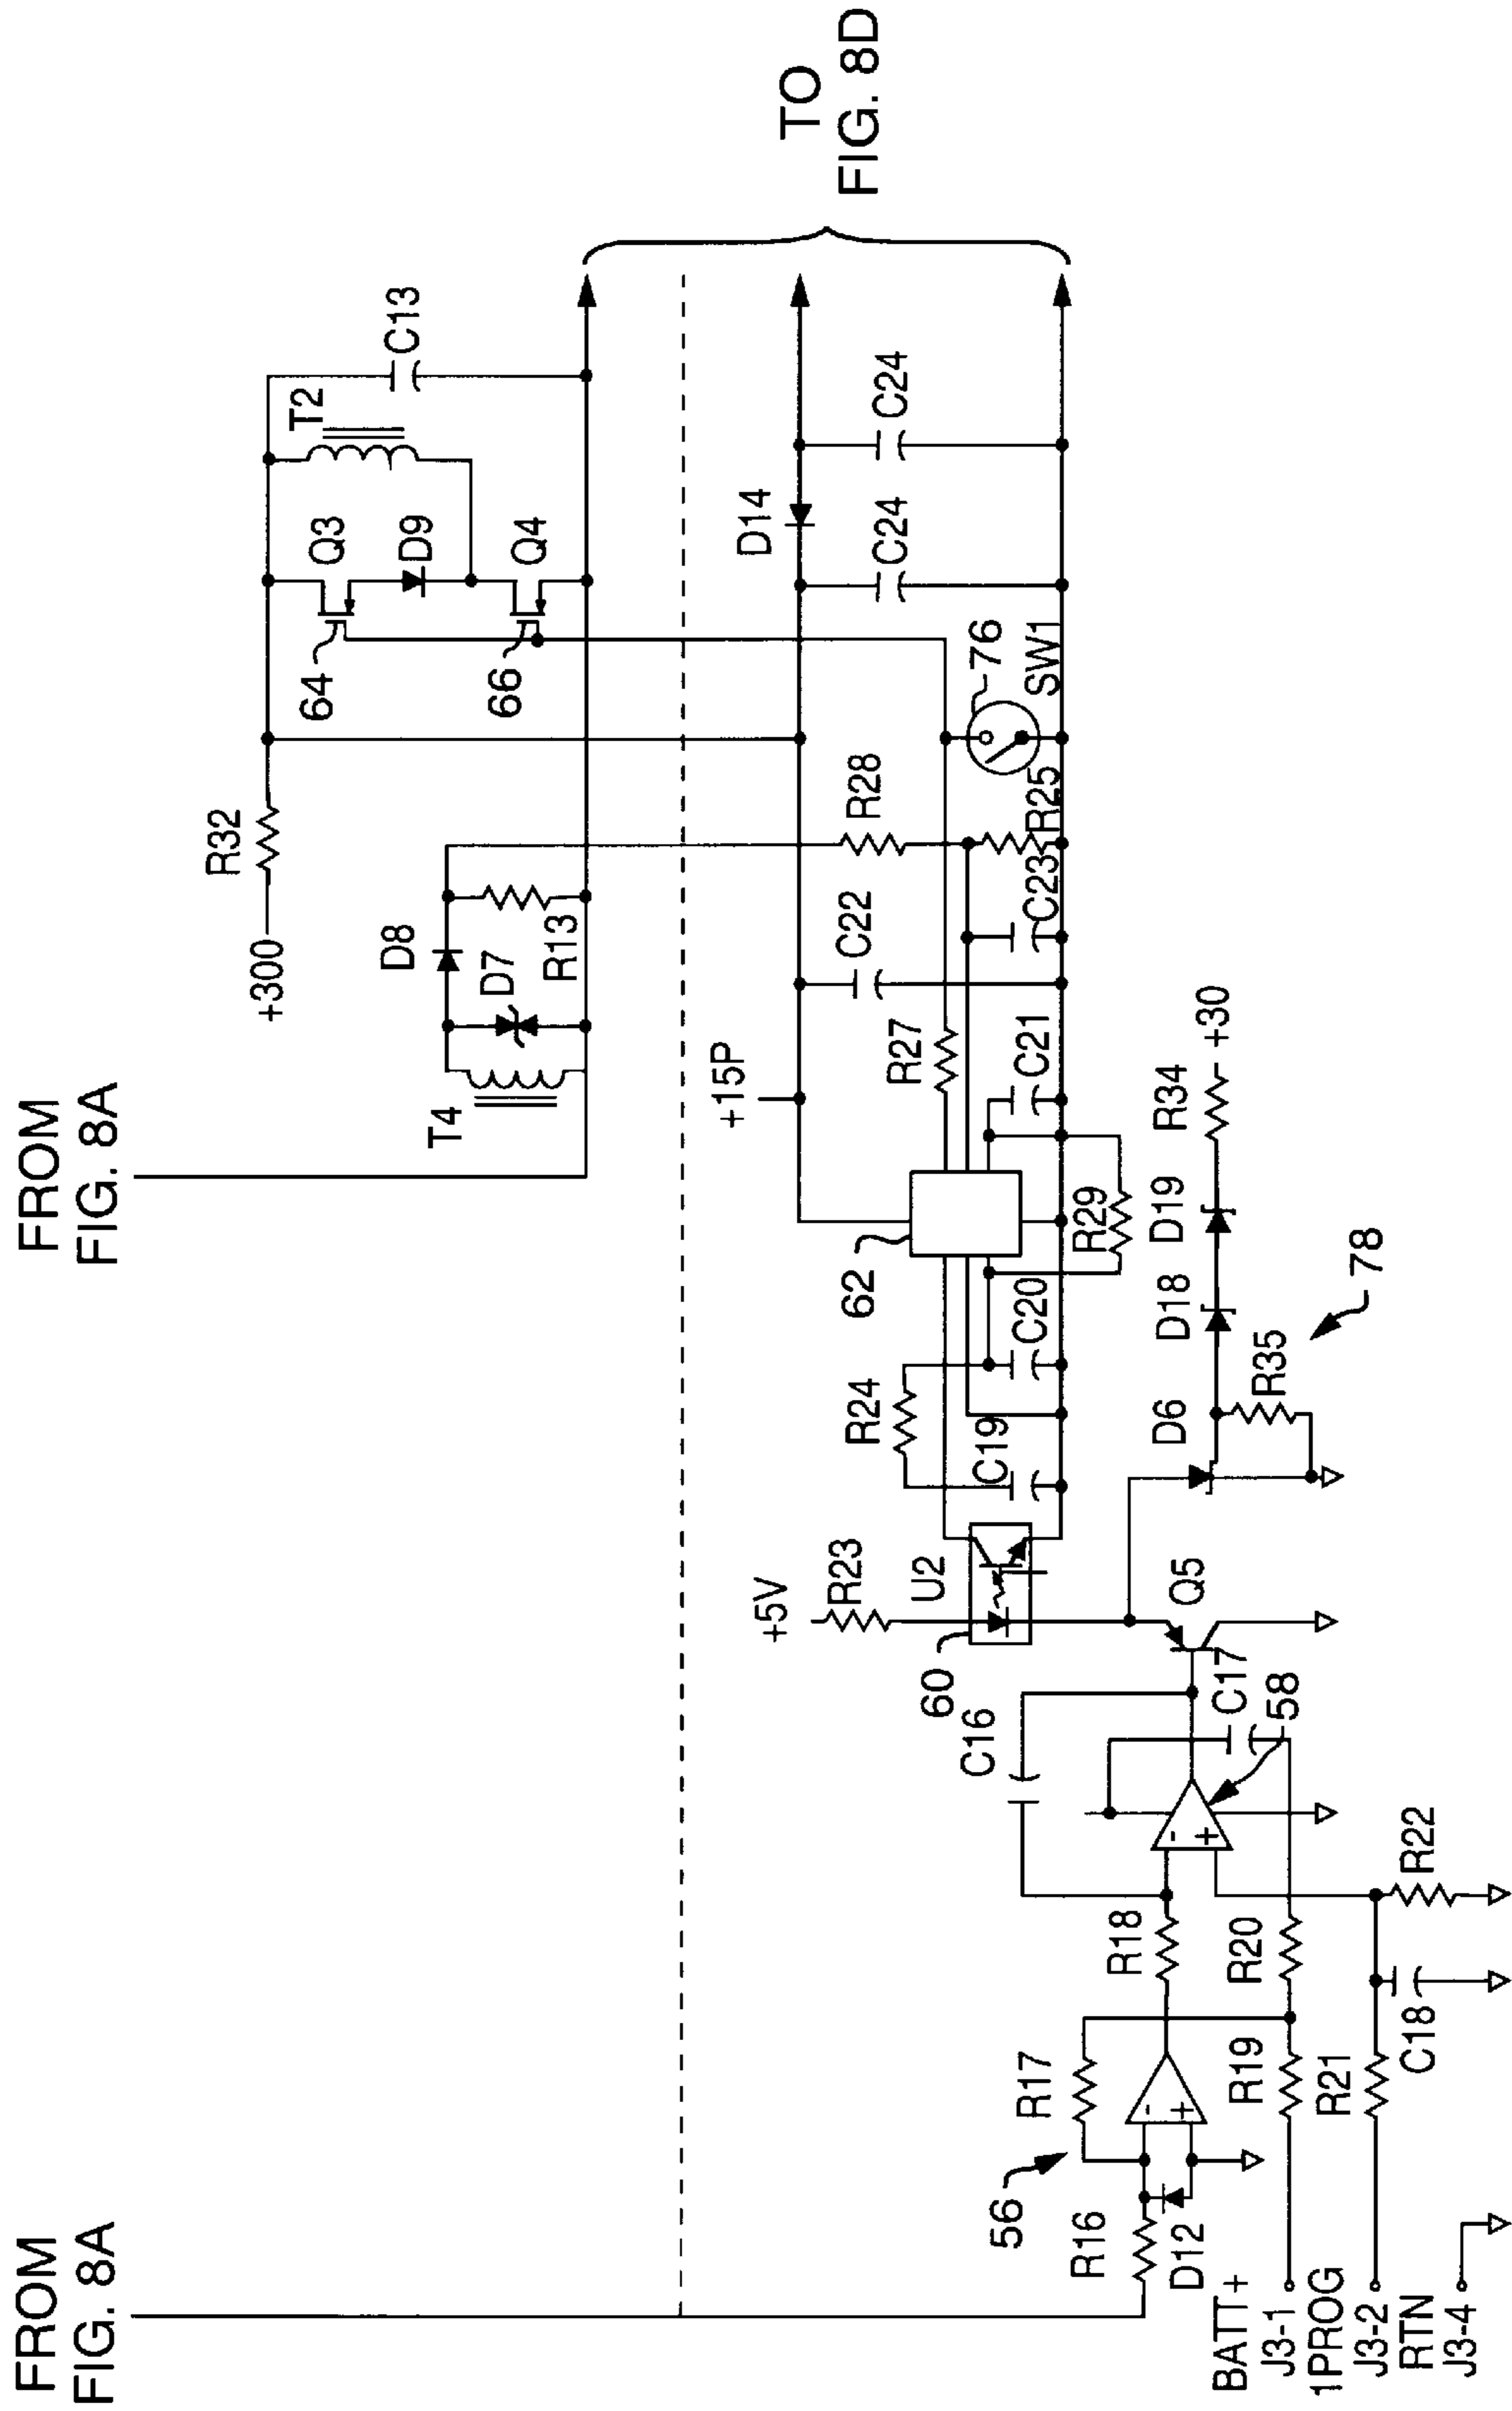 FROM
FIG. 8A
FROM
FIG. 8A
TO
FIG. 8D
+300
R32
C13
T2
Q3
D9
Q4
64
66
D8
D7
R13
T4
+15P
D14
C24
C24
76
SW1
R28
R25
C22
C23
R27
C21
62
R29
R24
C20
C19
+5V
R23
U2
60
Q5
D6
D18
D19
R34
+30
R35
78
C16
C17
58
R18
R20
R22
R17
R19
R21
C18
56
R16
D12
-
+
-
+
BATT+
J3-1
1PROG
J3-2
RTN
J3-4